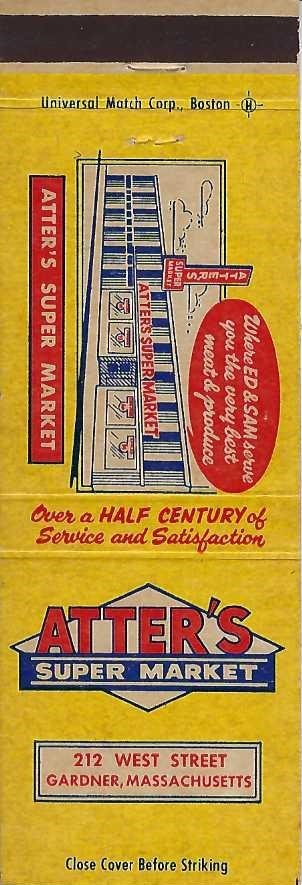 Universal Match Corp., Boston
ATTER'S SUPER MARKET
ATTER'S
SUPER
MARKET
ATTER'S SUPER MARKET
Where ED & SAM serve
you the very best
meat & produce
Over a HALF CENTURY of
Service and Satisfaction
ATTER'S
SUPER MARKET
212 WEST STREET
GARDNER, MASSACHUSETTS
Close Cover Before Striking